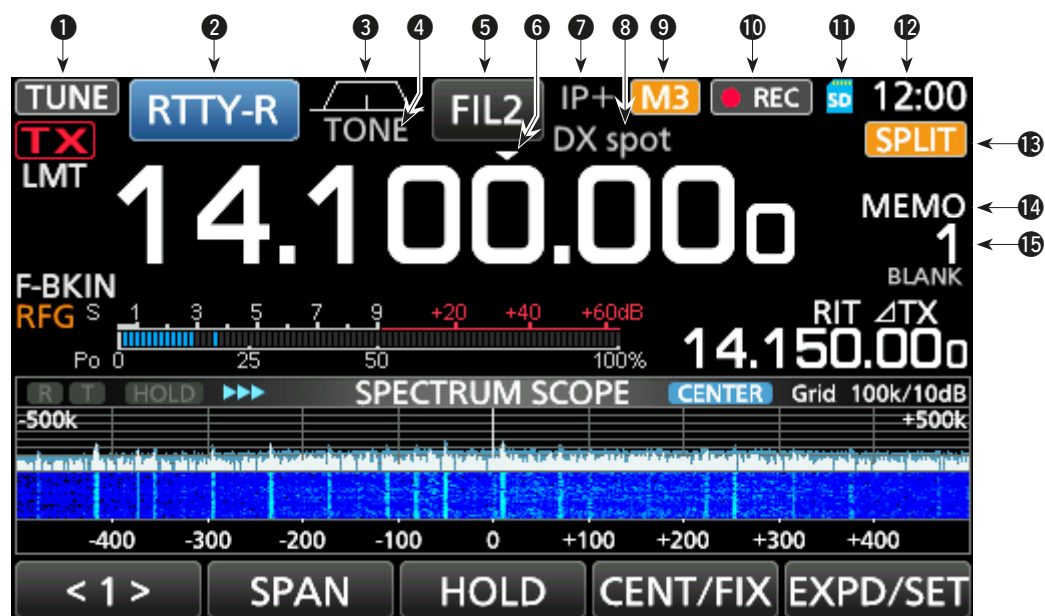 ❶ ❷ ❸ ❹ ❺ ❻ ❼ ❽ ❾ ❿ ⓫ ⓬
TUNE RTTY-R TONE FIL2 IP+ M3 REC SD 12:00
TX DX spot SPLIT ⓭
LMT 14.100.000 MEMO ⓮
1 ⓯
F-BKIN BLANK
RFG S 1 3 5 7 9 +20 +40 +60dB RIT ⊿TX
Po 0 25 50 100% 14.150.000
R T HOLD SPECTRUM SCOPE CENTER Grid 100k/10dB
-500k +500k
-400 -300 -200 -100 0 +100 +200 +300 +400
< 1 > SPAN HOLD CENT/FIX EXPD/SET